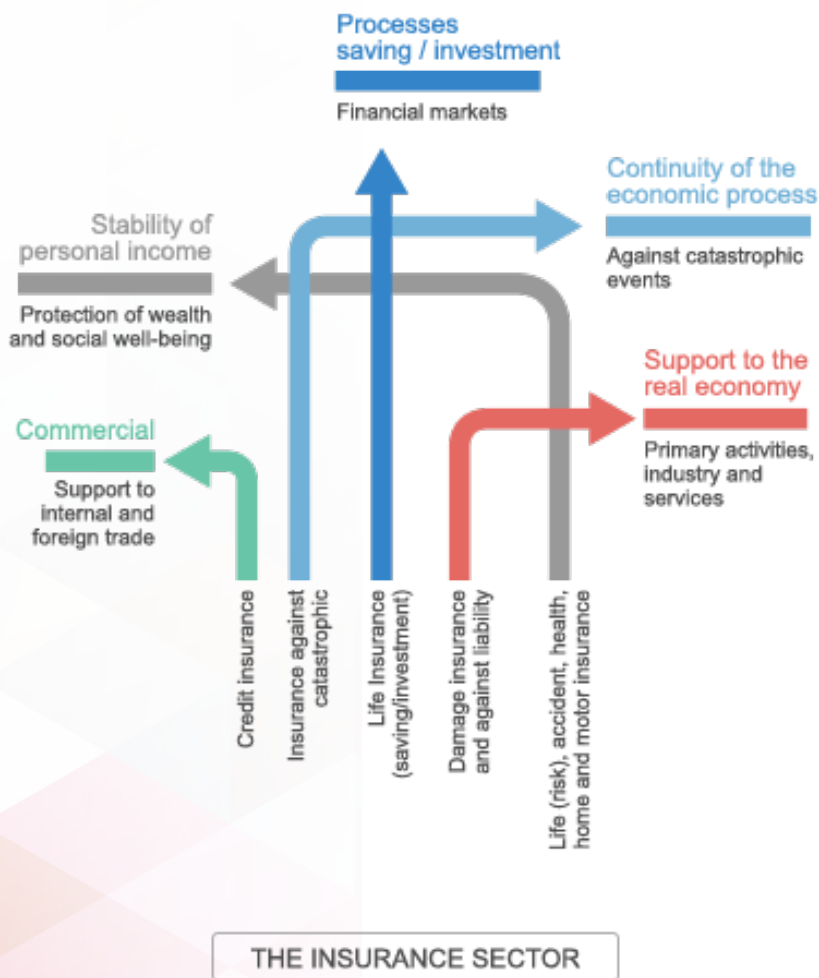 Processes
saving / investment
Financial markets
Continuity of the
economic process
Against catastrophic
events
Stability of
personal income
Protection of wealth
and social well-being
Support to the
real economy
Primary activities,
industry and
services
Commercial
Support to
internal and
foreign trade
Credit insurance
Insurance against
catastrophic
Life Insurance
(saving/investment)
Damage insurance
and against liability
Life (risk), accident, health,
home and motor insurance
THE INSURANCE SECTOR